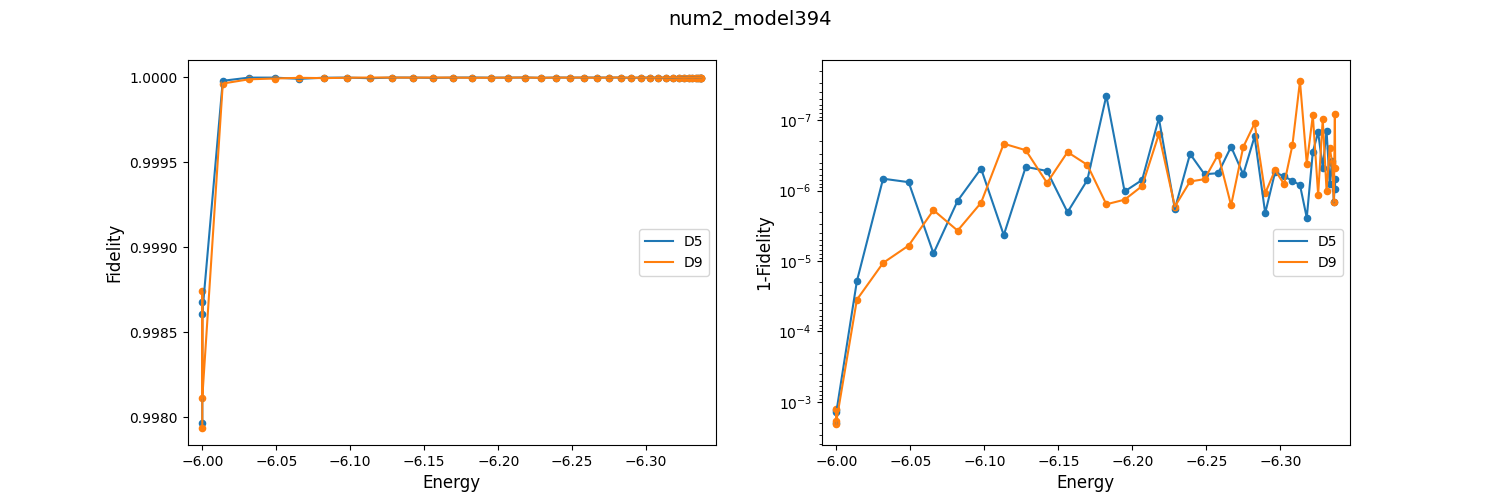 num2_model394
Fidelity
1.0000
0.9995
0.9990
0.9985
0.9980
D5
D9
−6.00 −6.05 −6.10 −6.15 −6.20 −6.25 −6.30
Energy
1-Fidelity
10⁻⁷
10⁻⁶
10⁻⁵
10⁻⁴
10⁻³
D5
D9
−6.00 −6.05 −6.10 −6.15 −6.20 −6.25 −6.30
Energy